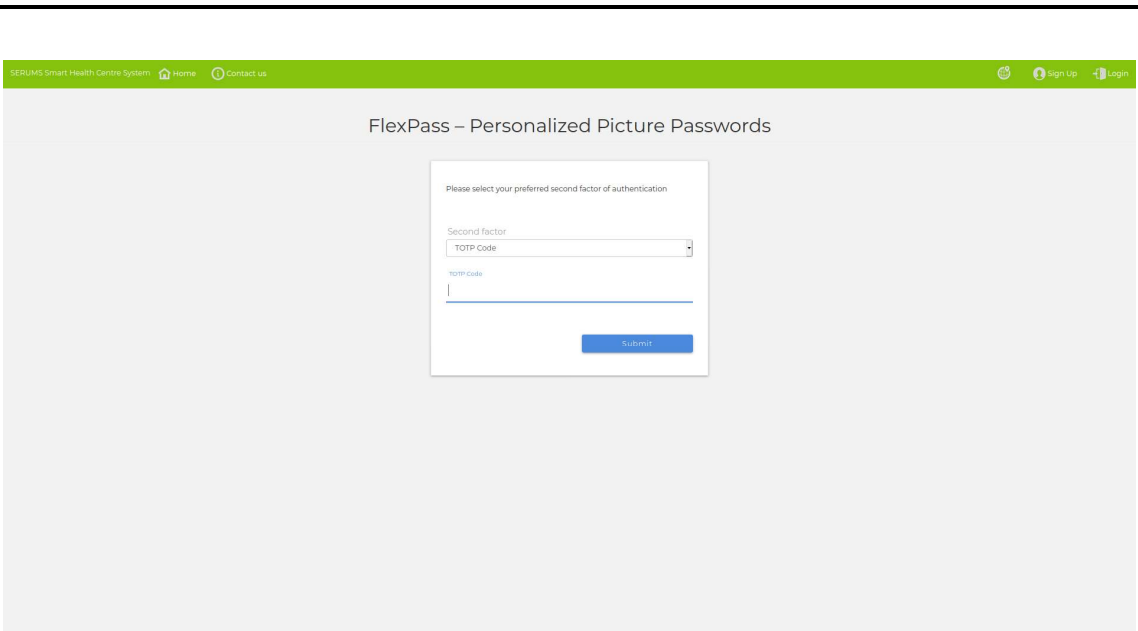 SERUMS Smart Health Centre System Home Contact us Sign Up Login
FlexPass – Personalized Picture Passwords
Please select your preferred second factor of authentication
Second factor
TOTP Code
TOTP Code
Submit